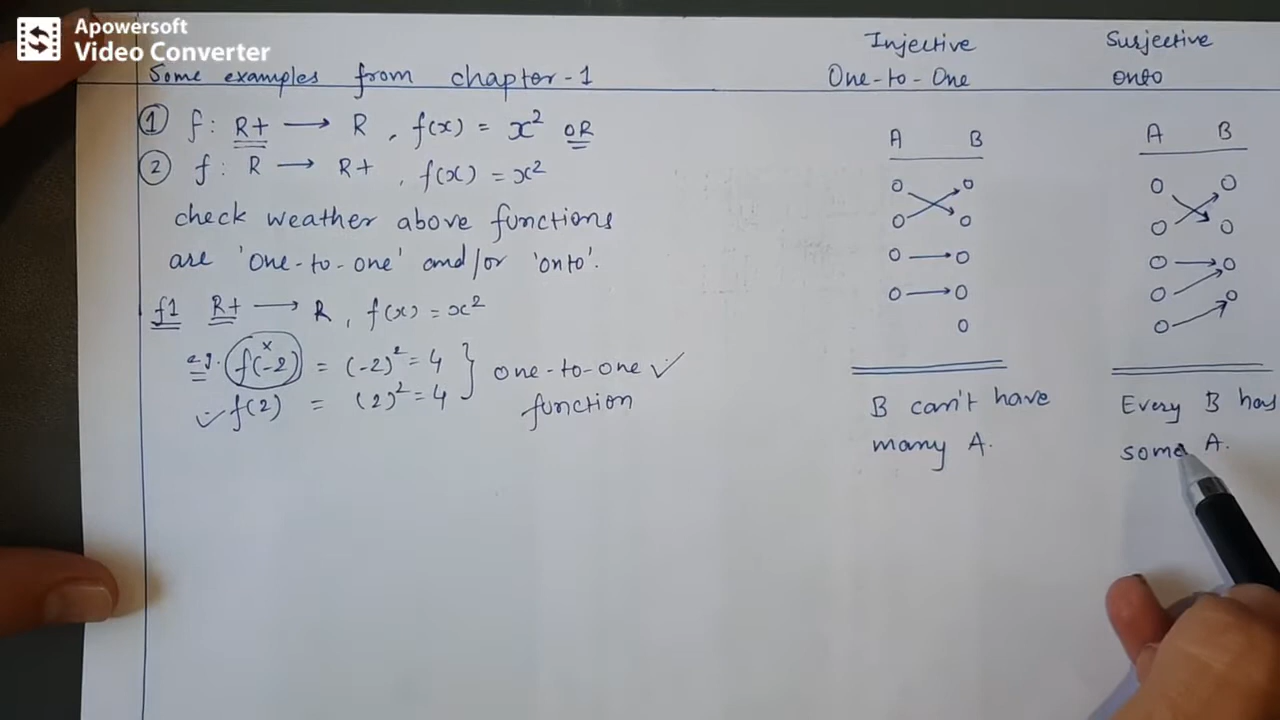 Apowersoft
Video Converter
Some examples from chapter-1
① f: R+ → R , f(x) = x² OR
② f: R → R+ , f(x) = x²
check weather above functions
are 'one-to-one' and/or 'onto'.
f1 R+ → R , f(x) = x²
e.g. f(-2) = (-2)² = 4
✓ f(2) = (2)² = 4
} one-to-one ✓
function
Injective
One-to-One
A B
B can't have
many A.
Surjective
onto
A B
Every B has
some A.